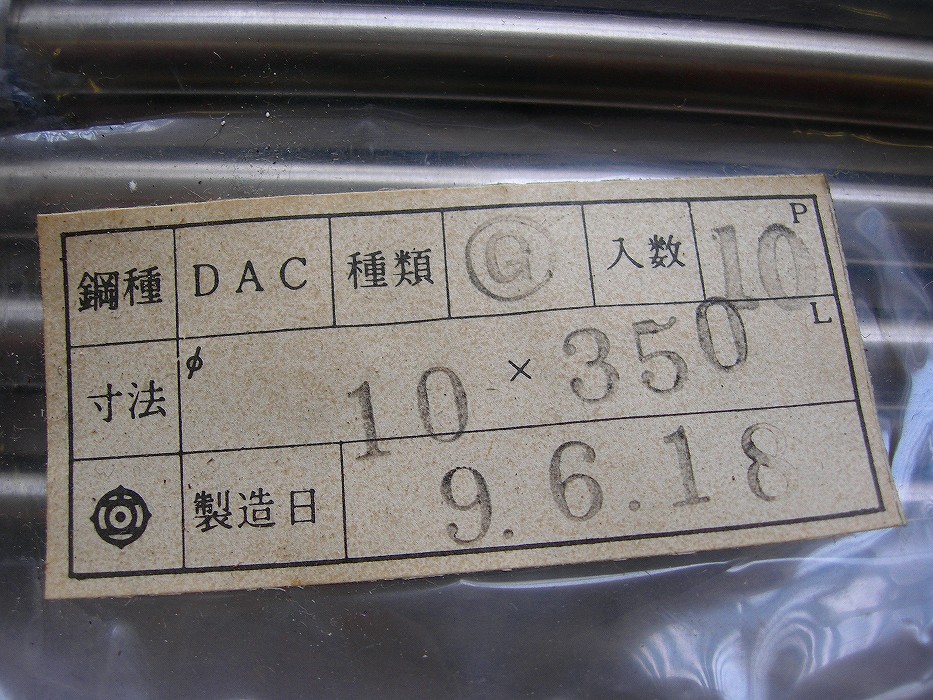 鋼種 DAC 種類 Ⓖ 入数 10 P
寸法 φ 10 × 350 L
製造日 9.6.18